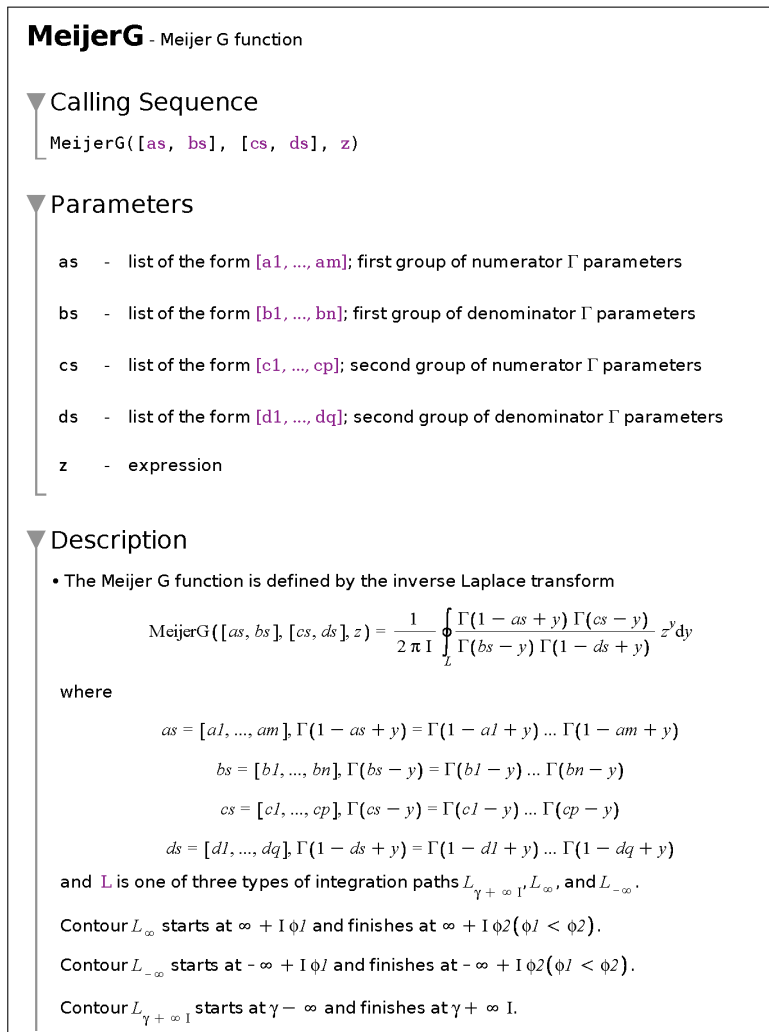 MeijerG - Meijer G function
Calling Sequence
MeijerG([as, bs], [cs, ds], z)
Parameters
as - list of the form [a1, ..., am]; first group of numerator Γ parameters
bs - list of the form [b1, ..., bn]; first group of denominator Γ parameters
cs - list of the form [c1, ..., cp]; second group of numerator Γ parameters
ds - list of the form [d1, ..., dq]; second group of denominator Γ parameters
z - expression
Description
• The Meijer G function is defined by the inverse Laplace transform
MeijerG([as, bs], [cs, ds], z) = \frac{1}{2 π I} ∮_L \frac{Γ(1 − as + y) Γ(cs − y)}{Γ(bs − y) Γ(1 − ds + y)} z^y dy
where
as = [a1, ..., am], Γ(1 − as + y) = Γ(1 − a1 + y) ... Γ(1 − am + y)
bs = [b1, ..., bn], Γ(bs − y) = Γ(b1 − y) ... Γ(bn − y)
cs = [c1, ..., cp], Γ(cs − y) = Γ(c1 − y) ... Γ(cp − y)
ds = [d1, ..., dq], Γ(1 − ds + y) = Γ(1 − d1 + y) ... Γ(1 − dq + y)
and L is one of three types of integration paths L_{γ + ∞ I}, L_∞, and L_{−∞}.
Contour L_∞ starts at ∞ + I φ1 and finishes at ∞ + I φ2(φ1 < φ2).
Contour L_{−∞} starts at -∞ + I φ1 and finishes at -∞ + I φ2(φ1 < φ2).
Contour L_{γ + ∞ I} starts at γ − ∞ and finishes at γ + ∞ I.